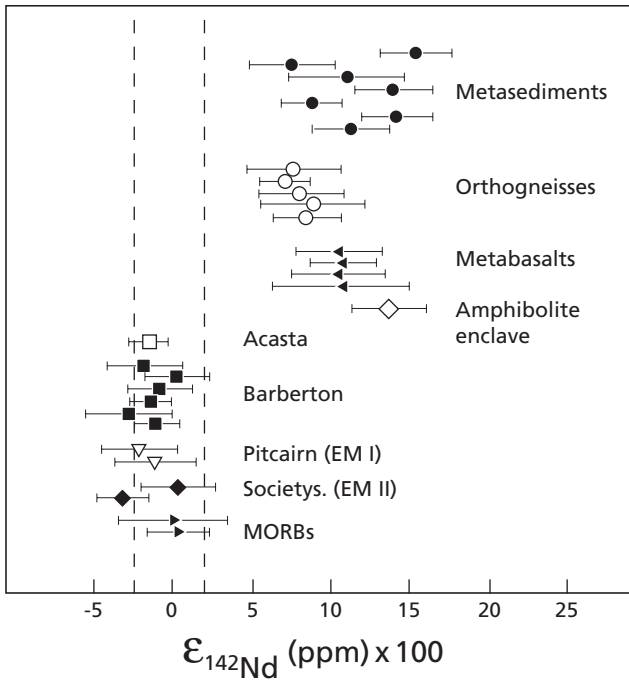 Metasediments
Orthogneisses
Metabasalts
Amphibolite
enclave
Acasta
Barberton
Pitcairn (EM I)
Societys. (EM II)
MORBs
-5 0 5 10 15 20 25
ε142Nd (ppm) x 100